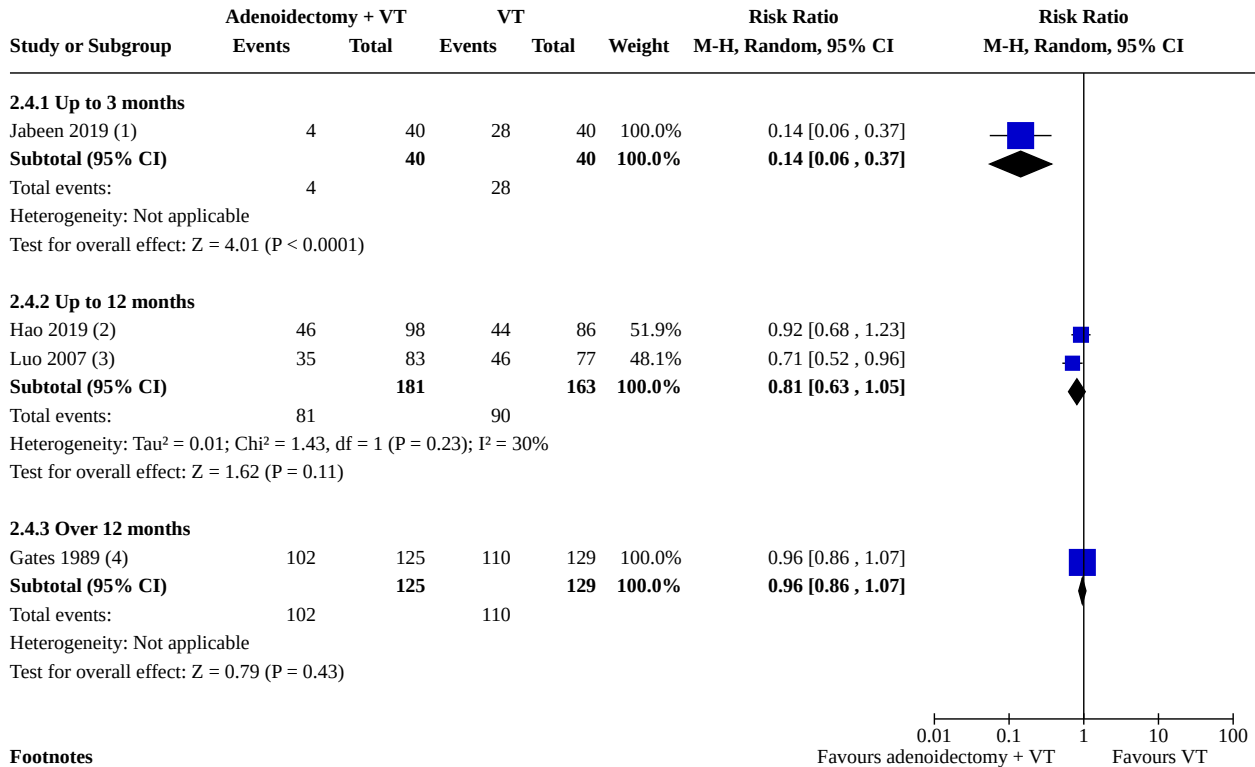 Adenoidectomy + VT VT Risk Ratio Risk Ratio
Study or Subgroup Events Total Events Total Weight M-H, Random, 95% CI M-H, Random, 95% CI
2.4.1 Up to 3 months
Jabeen 2019 (1) 4 40 28 40 100.0% 0.14 [0.06 , 0.37]
Subtotal (95% CI) 40 40 100.0% 0.14 [0.06 , 0.37]
Total events: 4 28
Heterogeneity: Not applicable
Test for overall effect: Z = 4.01 (P < 0.0001)
2.4.2 Up to 12 months
Hao 2019 (2) 46 98 44 86 51.9% 0.92 [0.68 , 1.23]
Luo 2007 (3) 35 83 46 77 48.1% 0.71 [0.52 , 0.96]
Subtotal (95% CI) 181 163 100.0% 0.81 [0.63 , 1.05]
Total events: 81 90
Heterogeneity: Tau² = 0.01; Chi² = 1.43, df = 1 (P = 0.23); I² = 30%
Test for overall effect: Z = 1.62 (P = 0.11)
2.4.3 Over 12 months
Gates 1989 (4) 102 125 110 129 100.0% 0.96 [0.86 , 1.07]
Subtotal (95% CI) 125 129 100.0% 0.96 [0.86 , 1.07]
Total events: 102 110
Heterogeneity: Not applicable
Test for overall effect: Z = 0.79 (P = 0.43)
0.01 0.1 1 10 100
Footnotes Favours adenoidectomy + VT Favours VT